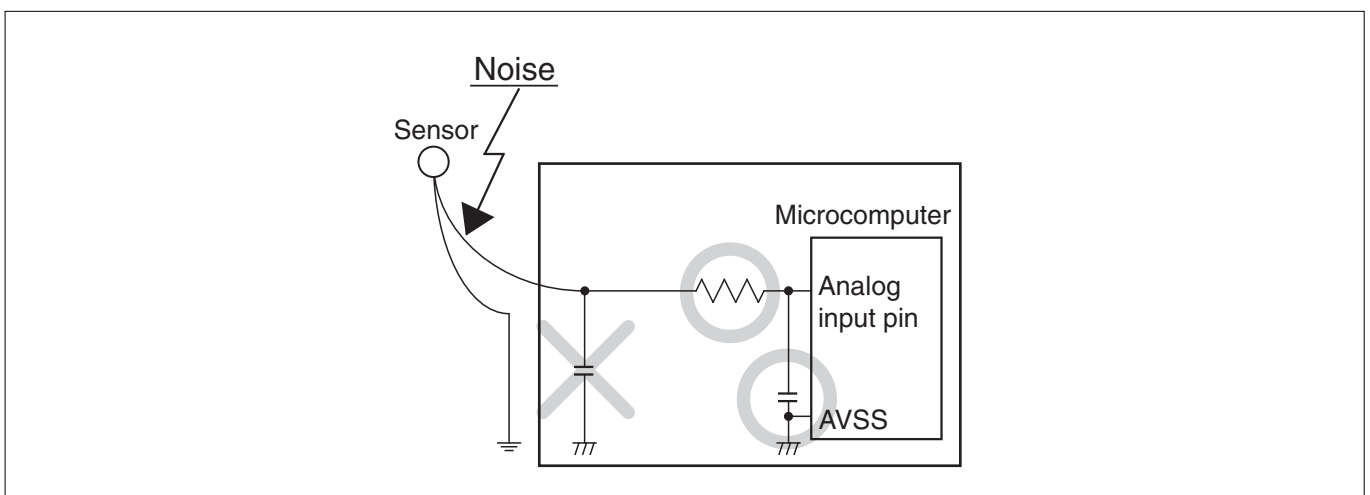 Noise
Sensor
Microcomputer
Analog
input pin
AVSS